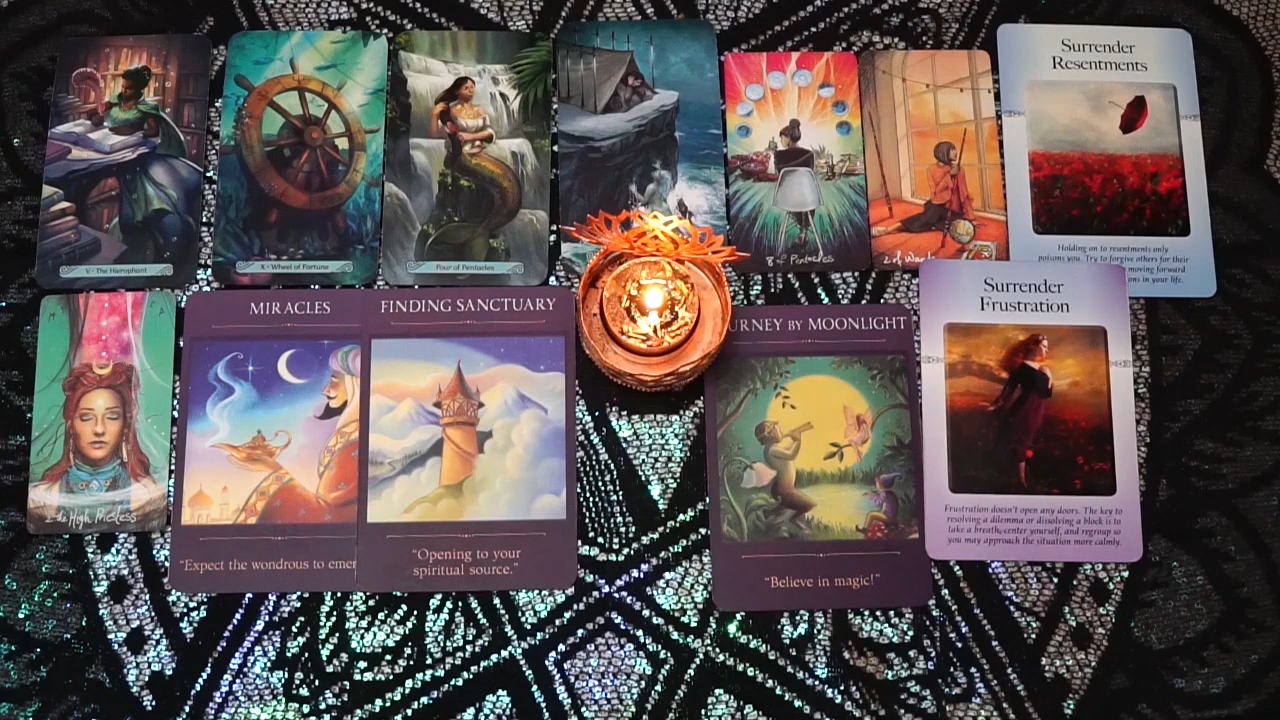 V - The Hierophant
X - Wheel of Fortune
Four of Pentacles
8 of Pentacles
2 of Wands
Surrender
Resentments
Holding on to resentments only
poisons you. Try to forgive others for their
moving forward
ons in your life.
2 the High Priestess
MIRACLES
"Expect the wondrous to emer
FINDING SANCTUARY
"Opening to your
spiritual source."
URNEY BY MOONLIGHT
"Believe in magic!"
Surrender
Frustration
Frustration doesn't open any doors. The key to
resolving a dilemma or dissolving a block is to
take a breath, center yourself, and regroup so
you may approach the situation more calmly.